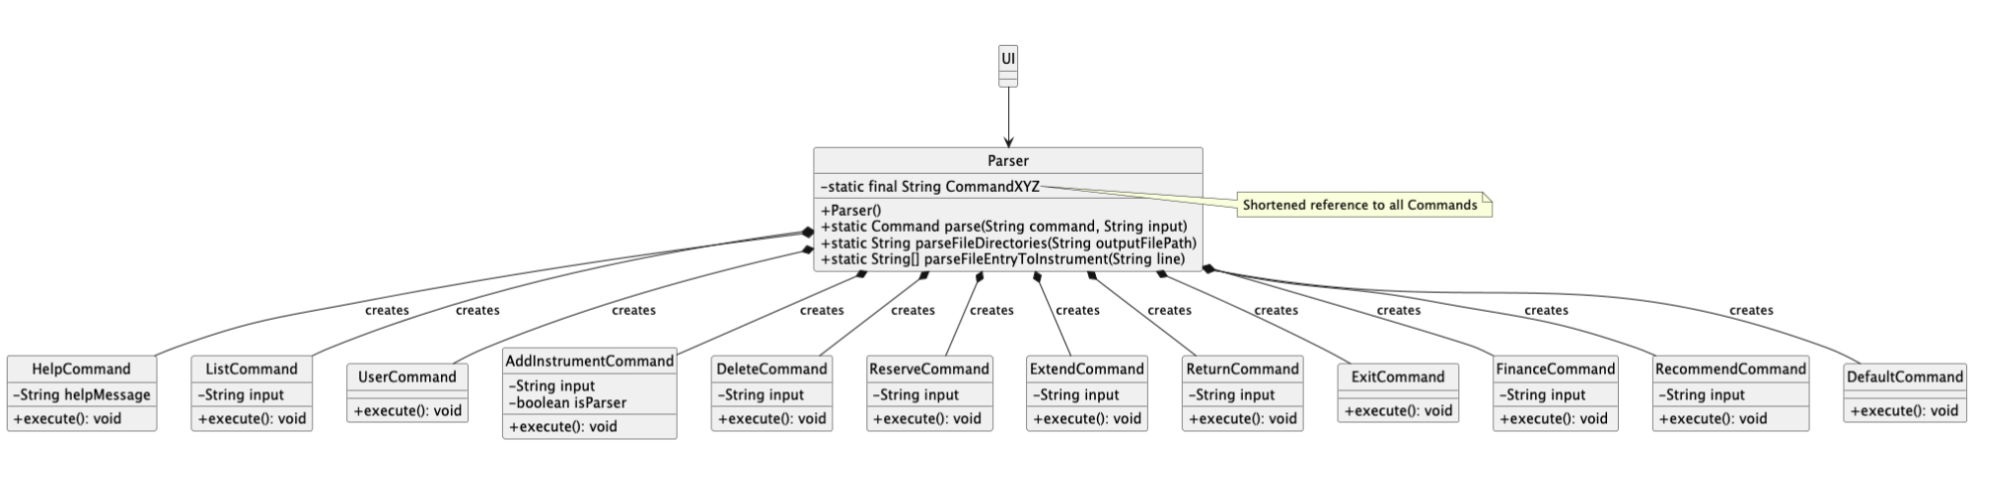 UI
Parser
-static final String CommandXYZ
Shortened reference to all Commands
+Parser()
+static Command parse(String command, String input)
+static String parseFileDirectories(String outputFilePath)
+static String[] parseFileEntryToInstrument(String line)
creates
creates
creates
creates
creates
creates
creates
creates
creates
creates
creates
creates
HelpCommand
-String helpMessage
+execute(): void
ListCommand
-String input
+execute(): void
UserCommand
+execute(): void
AddInstrumentCommand
-String input
-boolean isParser
+execute(): void
DeleteCommand
-String input
+execute(): void
ReserveCommand
-String input
+execute(): void
ExtendCommand
-String input
+execute(): void
ReturnCommand
-String input
+execute(): void
ExitCommand
+execute(): void
FinanceCommand
-String input
+execute(): void
RecommendCommand
-String input
+execute(): void
DefaultCommand
+execute(): void